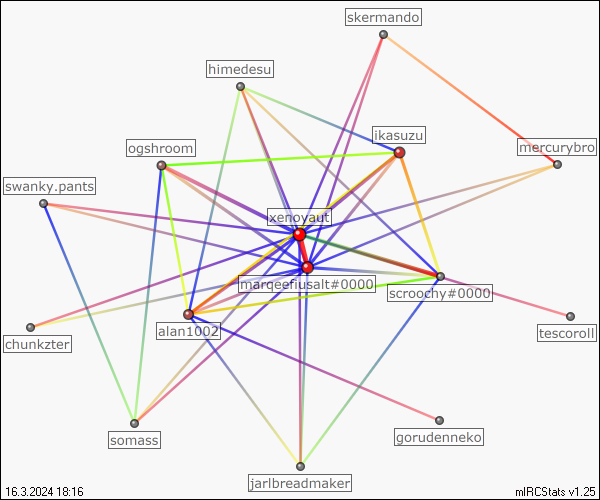 skermando
himedesu
ikasuzu
ogshroom
mercurybro
swanky.pants
xenoyaut
marqeefiusalt#0000
scroochy#0000
alan1002
tescoroll
chunkzter
somass
gorudenneko
jarlbreadmaker
16.3.2024 18:16
mIRCStats v1.25